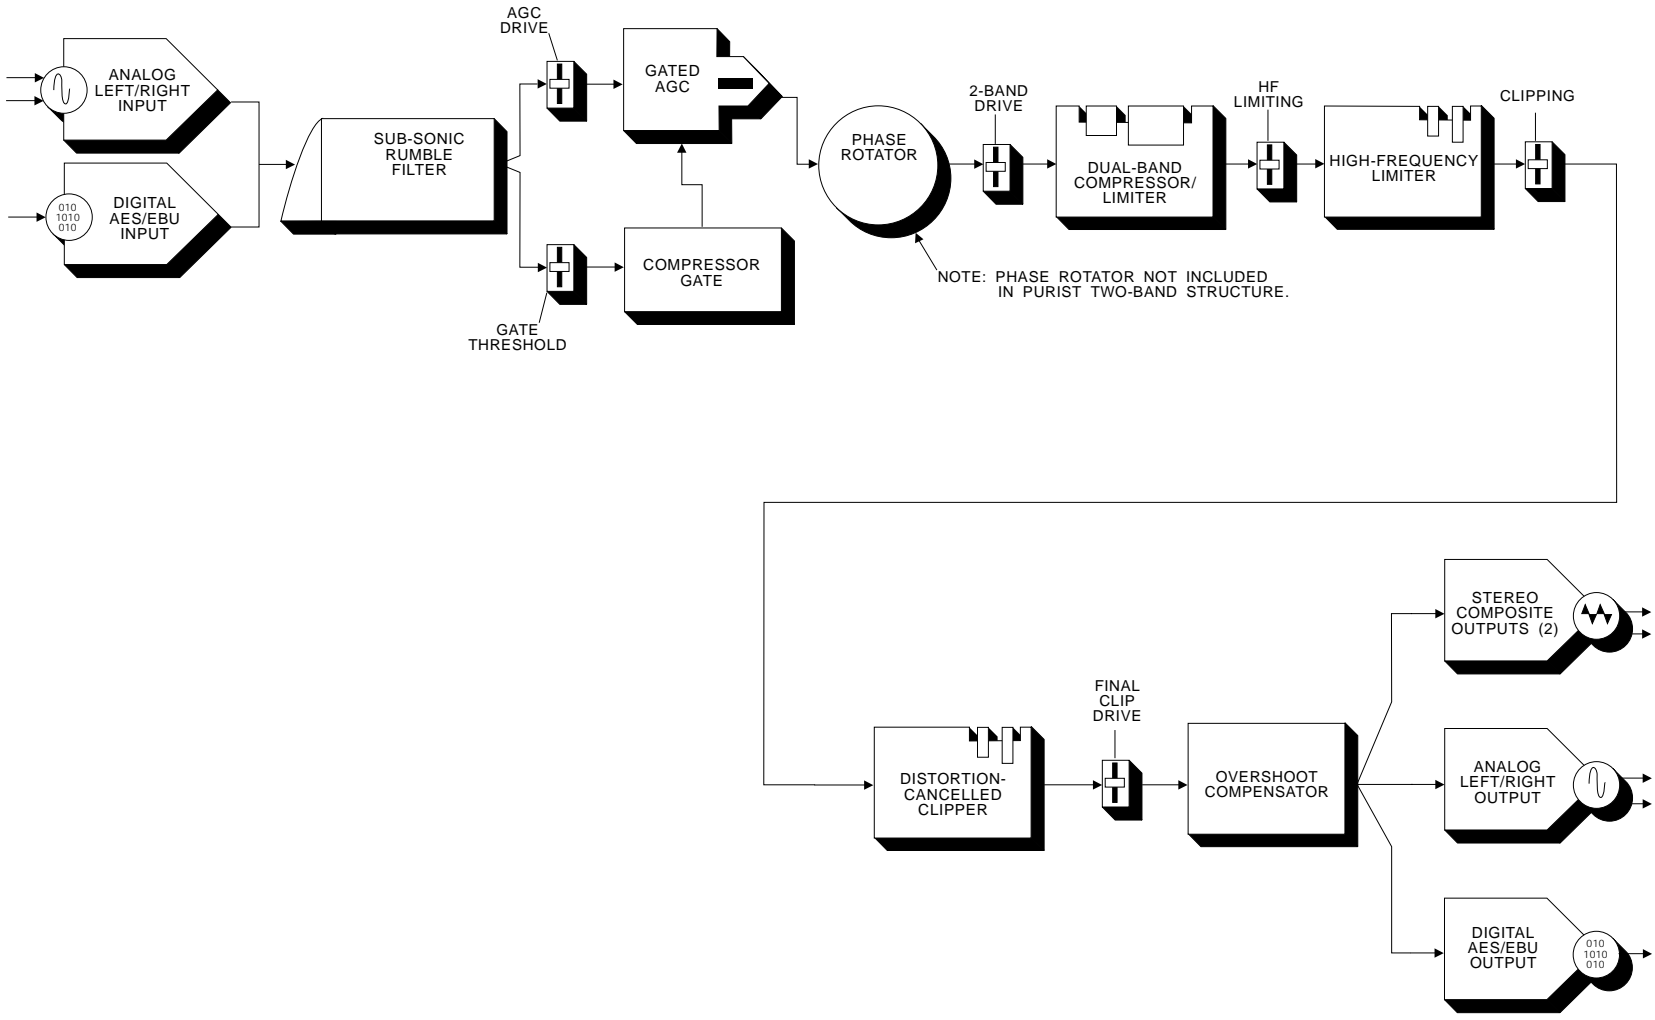 AGC
DRIVE
ANALOG
LEFT/RIGHT
INPUT
DIGITAL
AES/EBU
INPUT
010
1010
010
SUB-SONIC
RUMBLE
FILTER
GATED
AGC
COMPRESSOR
GATE
GATE
THRESHOLD
PHASE
ROTATOR
NOTE: PHASE ROTATOR NOT INCLUDED
IN PURIST TWO-BAND STRUCTURE.
2-BAND
DRIVE
DUAL-BAND
COMPRESSOR/
LIMITER
HF
LIMITING
HIGH-FREQUENCY
LIMITER
CLIPPING
DISTORTION-
CANCELLED
CLIPPER
FINAL
CLIP
DRIVE
OVERSHOOT
COMPENSATOR
STEREO
COMPOSITE
OUTPUTS (2)
ANALOG
LEFT/RIGHT
OUTPUT
DIGITAL
AES/EBU
OUTPUT
010
1010
010